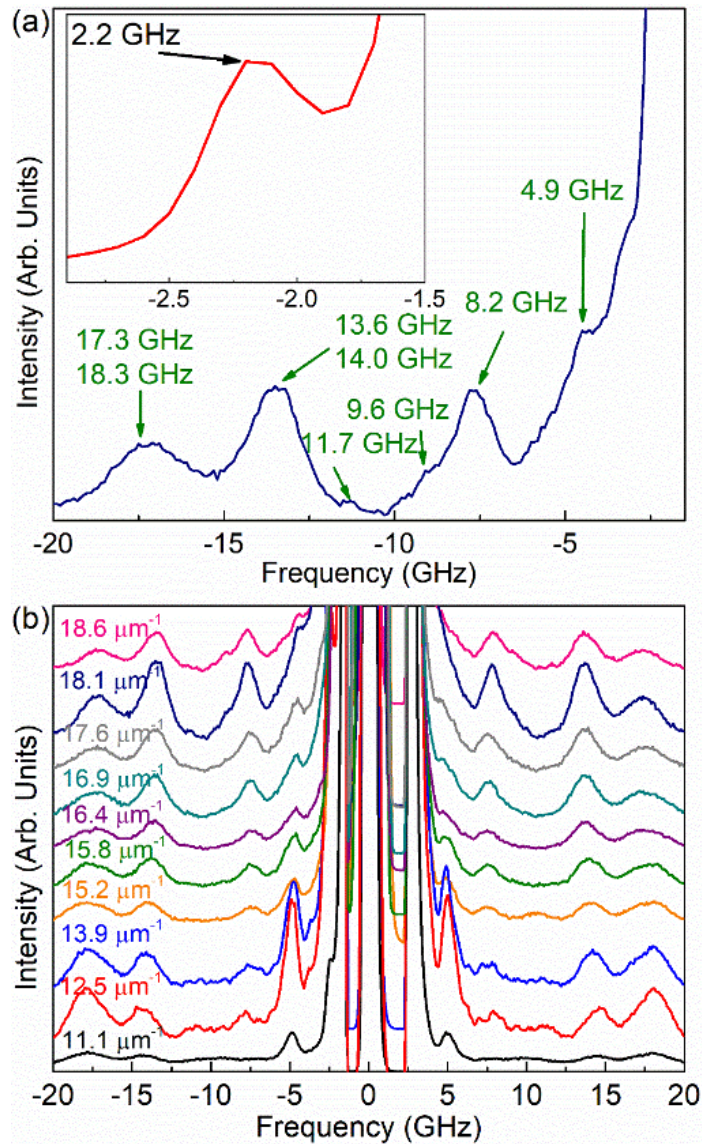 (a)
2.2 GHz
-2.5 -2.0 -1.5
4.9 GHz
8.2 GHz
13.6 GHz
14.0 GHz
17.3 GHz
18.3 GHz
9.6 GHz
11.7 GHz
Intensity (Arb. Units)
-20 -15 -10 -5
Frequency (GHz)
(b)
18.6 μm⁻¹
18.1 μm⁻¹
17.6 μm⁻¹
16.9 μm⁻¹
16.4 μm⁻¹
15.8 μm⁻¹
15.2 μm⁻¹
13.9 μm⁻¹
12.5 μm⁻¹
11.1 μm⁻¹
Intensity (Arb. Units)
-20 -15 -10 -5 0 5 10 15 20
Frequency (GHz)